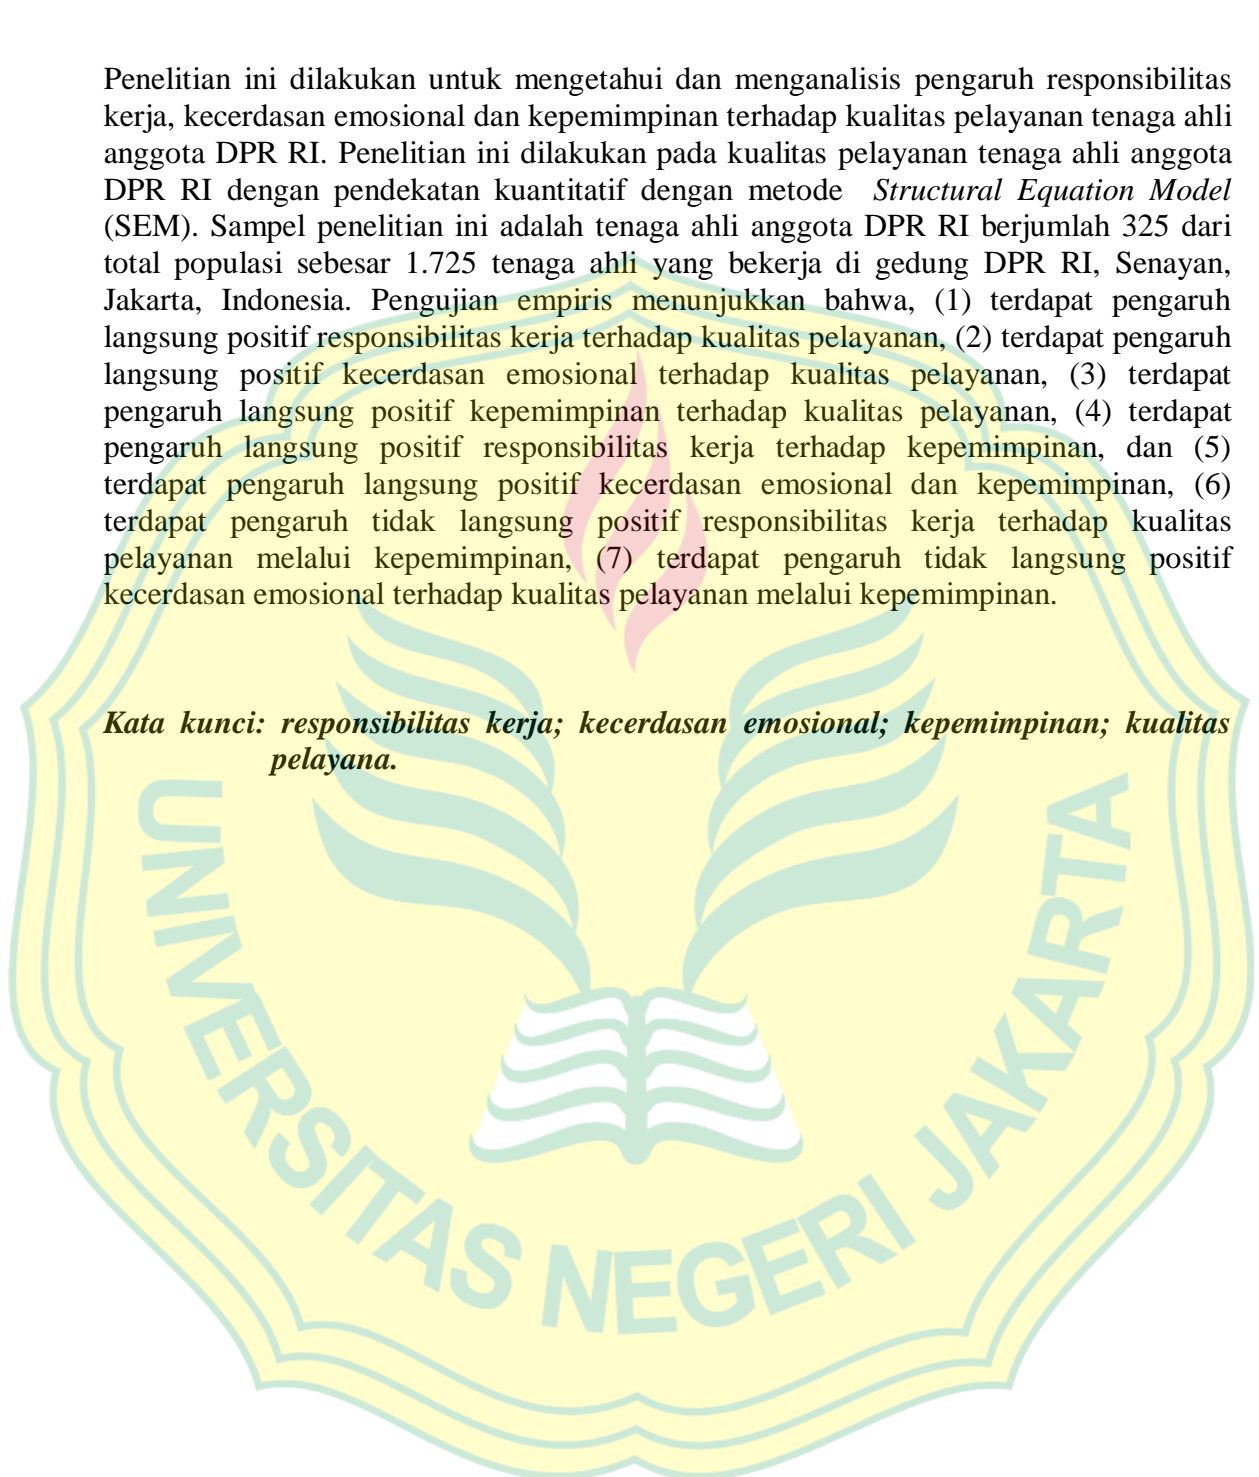 Penelitian ini dilakukan untuk mengetahui dan menganalisis pengaruh responsibilitas
kerja, kecerdasan emosional dan kepemimpinan terhadap kualitas pelayanan tenaga ahli
anggota DPR RI. Penelitian ini dilakukan pada kualitas pelayanan tenaga ahli anggota
DPR RI dengan pendekatan kuantitatif dengan metode Structural Equation Model
(SEM). Sampel penelitian ini adalah tenaga ahli anggota DPR RI berjumlah 325 dari
total populasi sebesar 1.725 tenaga ahli yang bekerja di gedung DPR RI, Senayan,
Jakarta, Indonesia. Pengujian empiris menunjukkan bahwa, (1) terdapat pengaruh
langsung positif responsibilitas kerja terhadap kualitas pelayanan, (2) terdapat pengaruh
langsung positif kecerdasan emosional terhadap kualitas pelayanan, (3) terdapat
pengaruh langsung positif kepemimpinan terhadap kualitas pelayanan, (4) terdapat
pengaruh langsung positif responsibilitas kerja terhadap kepemimpinan, dan (5)
terdapat pengaruh langsung positif kecerdasan emosional dan kepemimpinan, (6)
terdapat pengaruh tidak langsung positif responsibilitas kerja terhadap kualitas
pelayanan melalui kepemimpinan, (7) terdapat pengaruh tidak langsung positif
kecerdasan emosional terhadap kualitas pelayanan melalui kepemimpinan.
Kata kunci: responsibilitas kerja; kecerdasan emosional; kepemimpinan; kualitas
pelayana.
UNIVERSITAS NEGERI JAKARTA